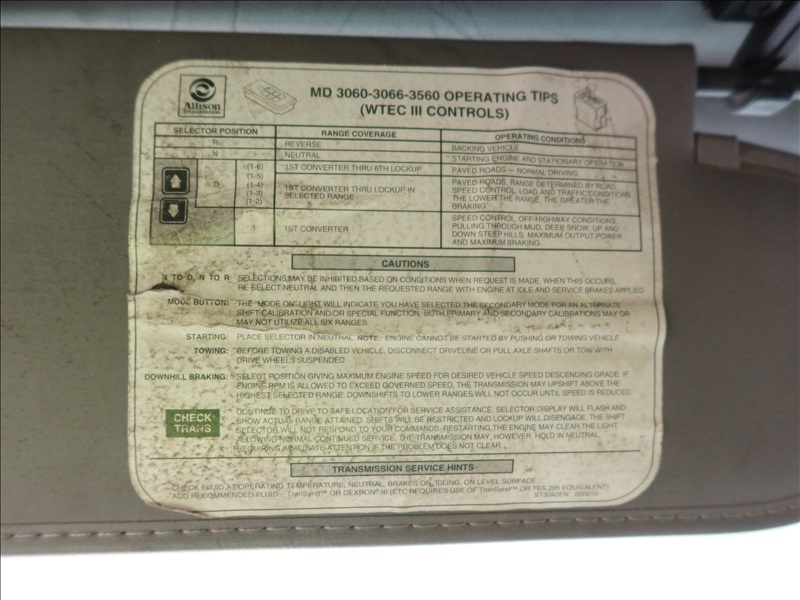 Allison
Transmission
MD 3060-3066-3560 OPERATING TIPS
(WTEC III CONTROLS)
SELECTOR POSITION RANGE COVERAGE OPERATING CONDITIONS
R REVERSE BACKING VEHICLE
N NEUTRAL STARTING ENGINE AND STATIONARY OPERATION
(1-6) 1ST CONVERTER THRU 6TH LOCKUP PAVED ROADS — NORMAL DRIVING
(1-5)
D (1-4) 1ST CONVERTER THRU LOCKUP IN PAVED ROADS, RANGE DETERMINED BY ROAD,
(1-3) SELECTED RANGE SPEED CONTROL LOAD AND TRAFFIC CONDITIONS,
(1-2) THE LOWER THE RANGE, THE GREATER THE
BRAKING.
1 1ST CONVERTER SPEED CONTROL, OFF-HIGHWAY CONDITIONS,
PULLING THROUGH MUD, DEEP SNOW, UP AND
DOWN STEEP HILLS, MAXIMUM OUTPUT POWER
AND MAXIMUM BRAKING.
CAUTIONS
N TO D, N TO R SELECTIONS MAY BE INHIBITED BASED ON CONDITIONS WHEN REQUEST IS MADE. WHEN THIS OCCURS,
RE SELECT NEUTRAL AND THEN THE REQUESTED RANGE WITH ENGINE AT IDLE AND SERVICE BRAKES APPLIED
MODE BUTTON: THE "MODE ON" LIGHT WILL INDICATE YOU HAVE SELECTED THE SECONDARY MODE FOR AN ALTERNATE
SHIFT CALIBRATION AND/OR SPECIAL FUNCTION. BOTH PRIMARY AND SECONDARY CALIBRATIONS MAY OR
MAY NOT UTILIZE ALL SIX RANGES.
STARTING: PLACE SELECTOR IN NEUTRAL NOTE: ENGINE CANNOT BE STARTED BY PUSHING OR TOWING VEHICLE
TOWING: BEFORE TOWING A DISABLED VEHICLE, DISCONNECT DRIVELINE OR PULL AXLE SHAFTS OR TOW WITH
DRIVE WHEELS SUSPENDED
DOWNHILL BRAKING: SELECT POSITION GIVING MAXIMUM ENGINE SPEED FOR DESIRED VEHICLE SPEED DESCENDING GRADE. IF
ENGINE RPM IS ALLOWED TO EXCEED GOVERNED SPEED, THE TRANSMISSION MAY UPSHIFT ABOVE THE
HIGHEST SELECTED RANGE. DOWNSHIFTS TO LOWER RANGES WILL NOT OCCUR UNTIL SPEED IS REDUCED.
CHECK TRANS CONTINUE TO DRIVE TO SAFE LOCATION FOR SERVICE ASSISTANCE. SELECTOR DISPLAY WILL FLASH AND
SHOW ACTUAL RANGE ATTAINED. SHIFTS WILL BE RESTRICTED AND LOCKUP WILL DISENGAGE. THE SHIFT
SELECTOR WILL NOT RESPOND TO YOUR COMMANDS. RESTARTING THE ENGINE MAY CLEAR THE LIGHT
ALLOWING NORMAL CONTINUED SERVICE. THE TRANSMISSION MAY, HOWEVER, HOLD IN NEUTRAL,
REQUIRING IMMEDIATE ATTENTION IF THE PROBLEM DOES NOT CLEAR.
TRANSMISSION SERVICE HINTS
CHECK FLUID AT OPERATING TEMPERATURE, NEUTRAL, BRAKES ON, IDLING, ON LEVEL SURFACE.
ADD RECOMMENDED FLUID – TranSynd™ OR DEXRON® III (ETC REQUIRES USE OF TranSynd™ OR TES 295 EQUIVALENT)
ST3042EN